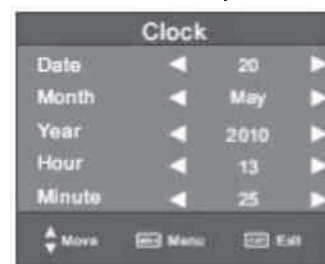 Clock
Date 20
Month May
Year 2010
Hour 13
Minute 25
Move Menu Exit